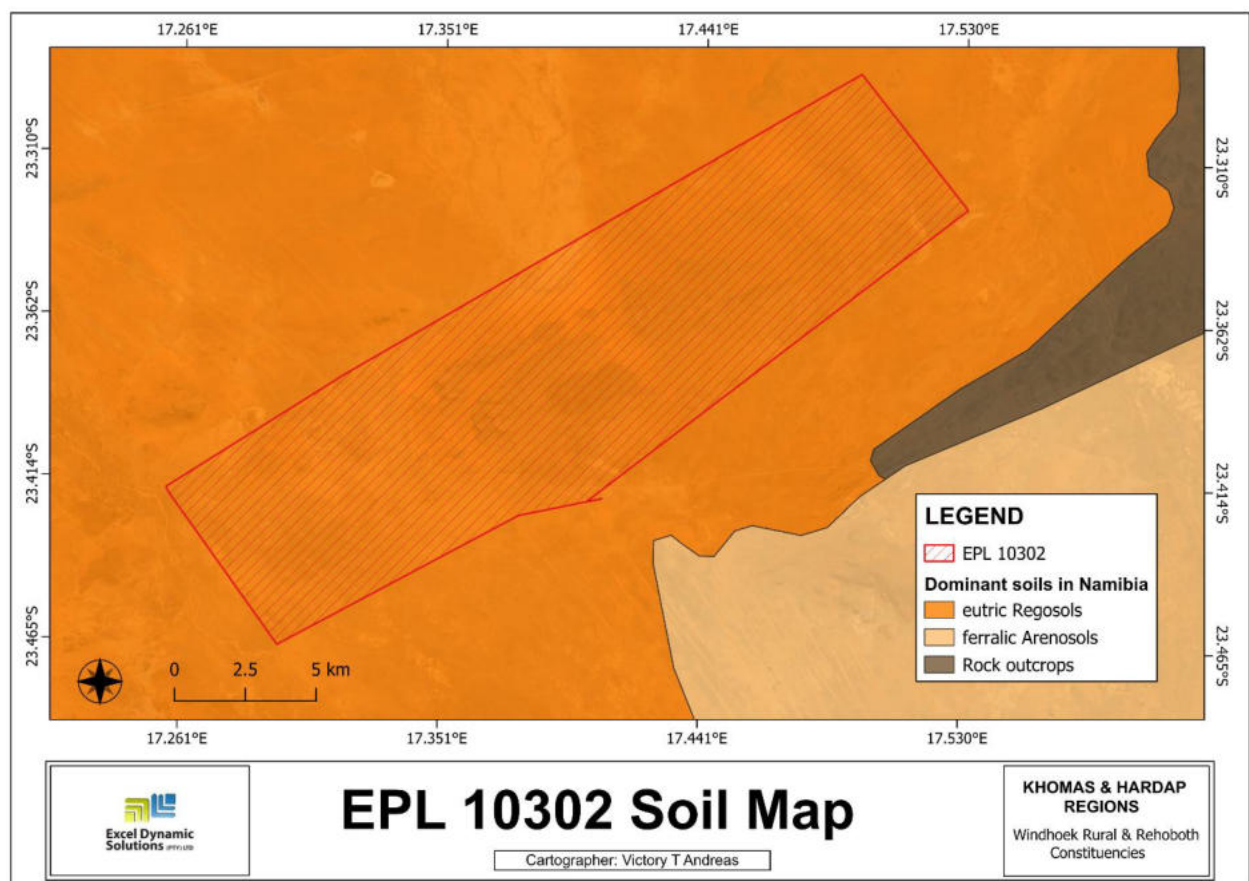 17.261°E 17.351°E 17.441°E 17.530°E
23.310°S
23.362°S
23.414°S
23.465°S
23.310°S
23.362°S
23.414°S
23.465°S
LEGEND
EPL 10302
Dominant soils in Namibia
eutric Regosols
ferralic Arenosols
Rock outcrops
0 2.5 5 km
17.261°E 17.351°E 17.441°E 17.530°E
Excel Dynamic
Solutions (PTY) LTD
EPL 10302 Soil Map
Cartographer: Victory T Andreas
KHOMAS & HARDAP
REGIONS
Windhoek Rural & Rehoboth
Constituencies